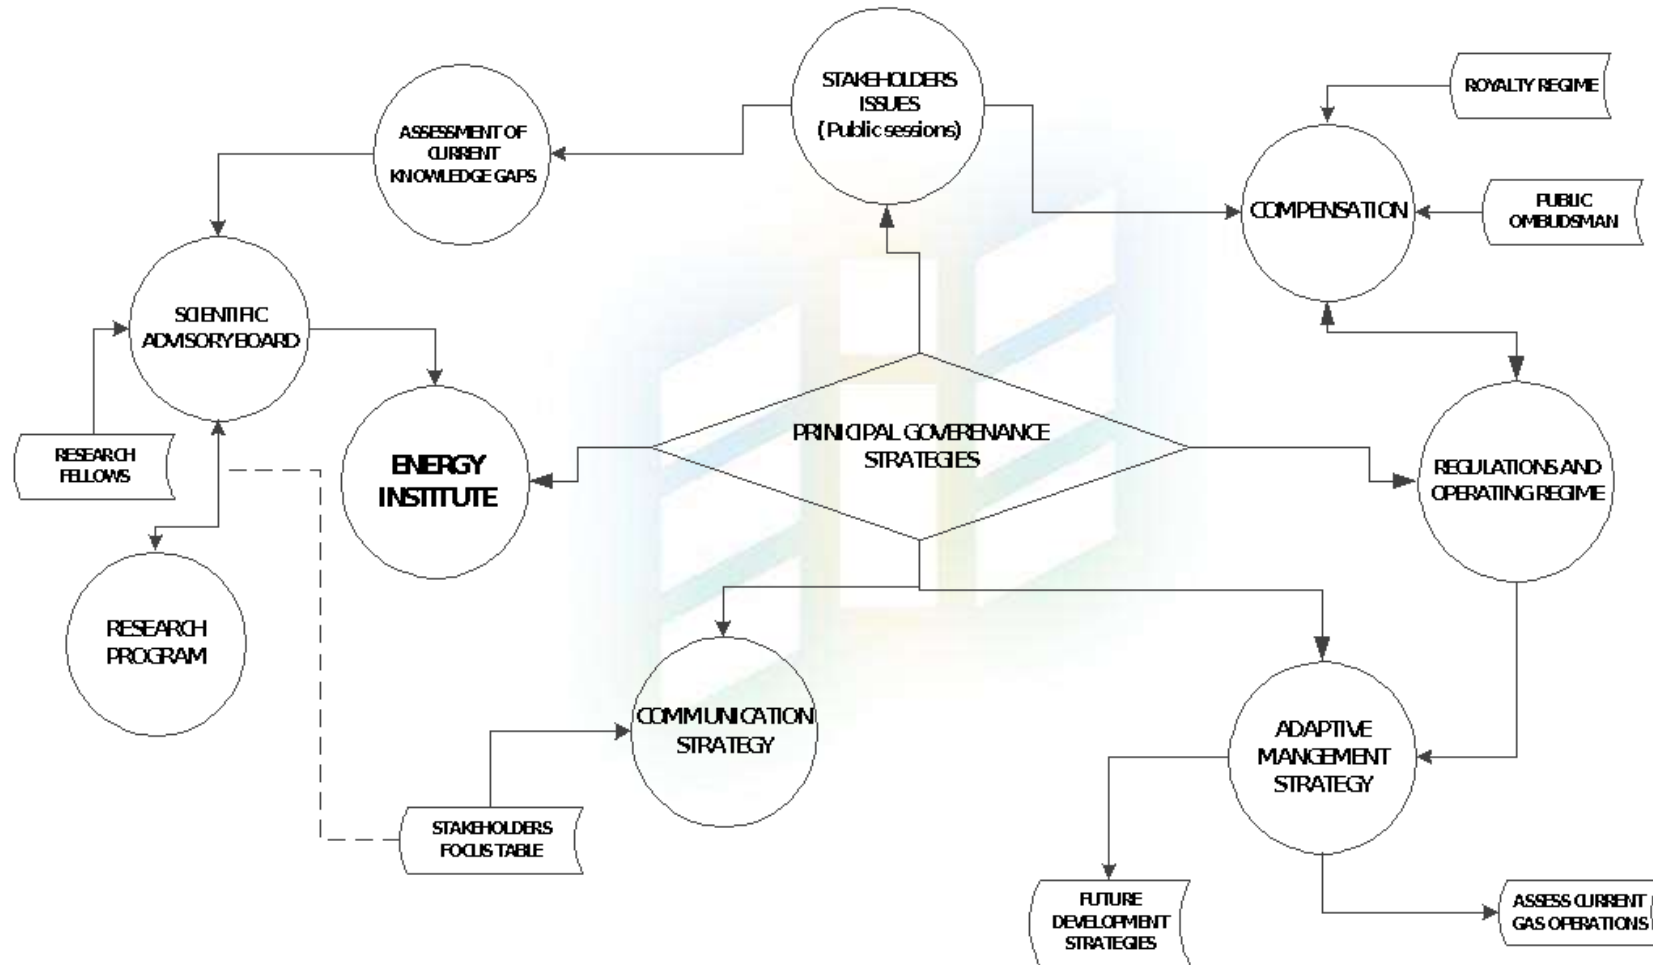 STAKEHOLDERS
ISSUES
(Public sessions)
ROYALTY REGIME
ASSESSMENT OF
CURRENT
KNOWLEDGE GAPS
COMPENSATION
PUBLIC
OMBUDSMAN
SCIENTIFIC
ADVISORY BOARD
RESEARCH
FELLOWS
ENERGY
INSTITUTE
PRINICIPAL GOVERENANCE
STRATEGIES
REGULATIONS AND
OPERATING REGIME
RESEARCH
PROGRAM
COMMUNICATION
STRATEGY
ADAPTIVE
MANGEMENT
STRATEGY
STAKEHOLDERS
FOCUS TABLE
FUTURE
DEVELOPMENT
STRATEGIES
ASSESS CURRENT
GAS OPERATIONS